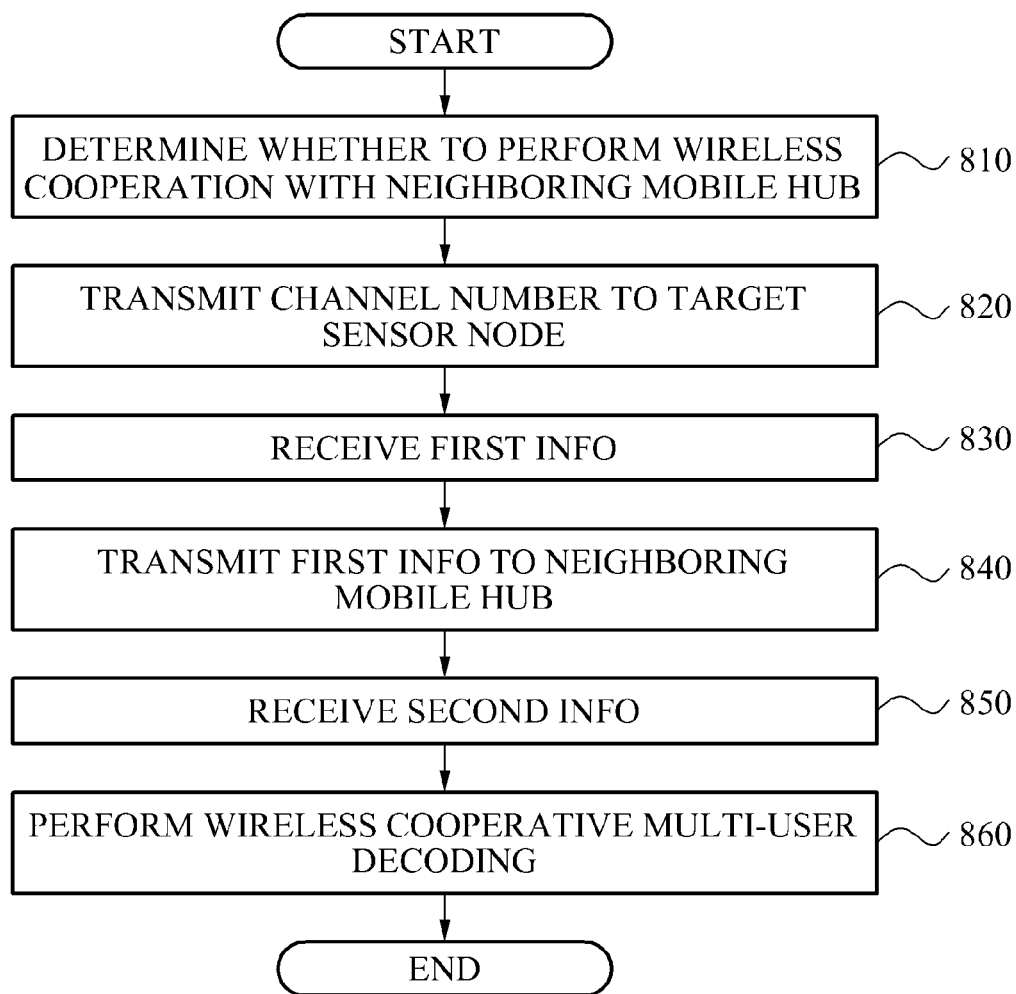 START
DETERMINE WHETHER TO PERFORM WIRELESS
COOPERATION WITH NEIGHBORING MOBILE HUB
810
TRANSMIT CHANNEL NUMBER TO TARGET
SENSOR NODE
820
RECEIVE FIRST INFO
830
TRANSMIT FIRST INFO TO NEIGHBORING
MOBILE HUB
840
RECEIVE SECOND INFO
850
PERFORM WIRELESS COOPERATIVE MULTI-USER
DECODING
860
END